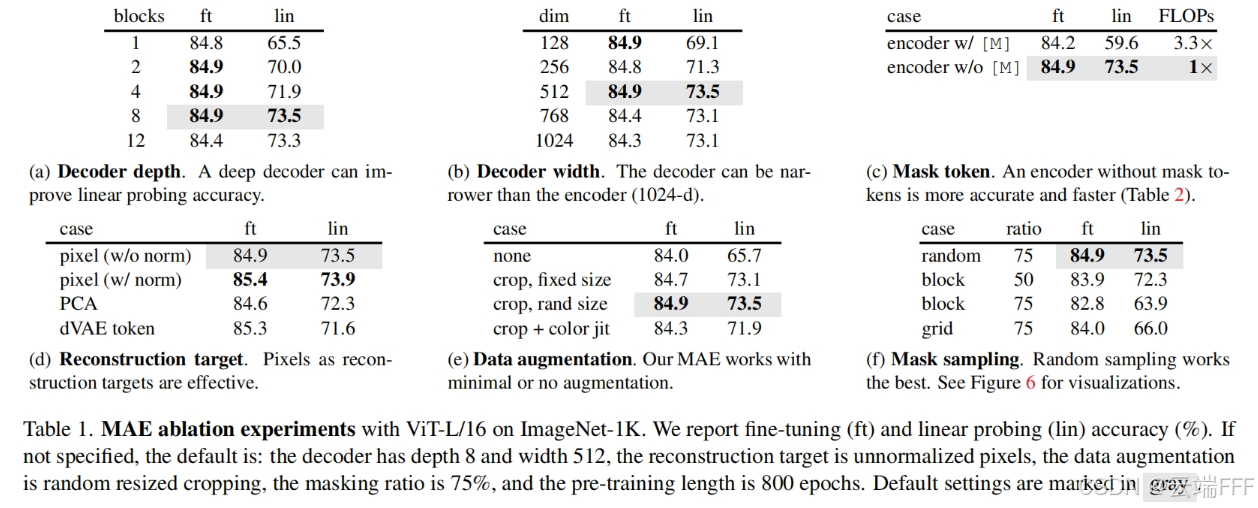 blocks ft lin
1 84.8 65.5
2 84.9 70.0
4 84.9 71.9
8 84.9 73.5
12 84.4 73.3
(a) Decoder depth. A deep decoder can im-
prove linear probing accuracy.
dim ft lin
128 84.9 69.1
256 84.8 71.3
512 84.9 73.5
768 84.4 73.1
1024 84.3 73.1
(b) Decoder width. The decoder can be nar-
rower than the encoder (1024-d).
case ft lin FLOPs
encoder w/ [M] 84.2 59.6 3.3×
encoder w/o [M] 84.9 73.5 1×
(c) Mask token. An encoder without mask to-
kens is more accurate and faster (Table 2).
case ft lin
pixel (w/o norm) 84.9 73.5
pixel (w/ norm) 85.4 73.9
PCA 84.6 72.3
dVAE token 85.3 71.6
(d) Reconstruction target. Pixels as recon-
struction targets are effective.
case ft lin
none 84.0 65.7
crop, fixed size 84.7 73.1
crop, rand size 84.9 73.5
crop + color jit 84.3 71.9
(e) Data augmentation. Our MAE works with
minimal or no augmentation.
case ratio ft lin
random 75 84.9 73.5
block 50 83.9 72.3
block 75 82.8 63.9
grid 75 84.0 66.0
(f) Mask sampling. Random sampling works
the best. See Figure 6 for visualizations.
Table 1. MAE ablation experiments with ViT-L/16 on ImageNet-1K. We report fine-tuning (ft) and linear probing (lin) accuracy (%). If
not specified, the default is: the decoder has depth 8 and width 512, the reconstruction target is unnormalized pixels, the data augmentation
is random resized cropping, the masking ratio is 75%, and the pre-training length is 800 epochs. Default settings are marked in gray .
CSDN @云端FFF